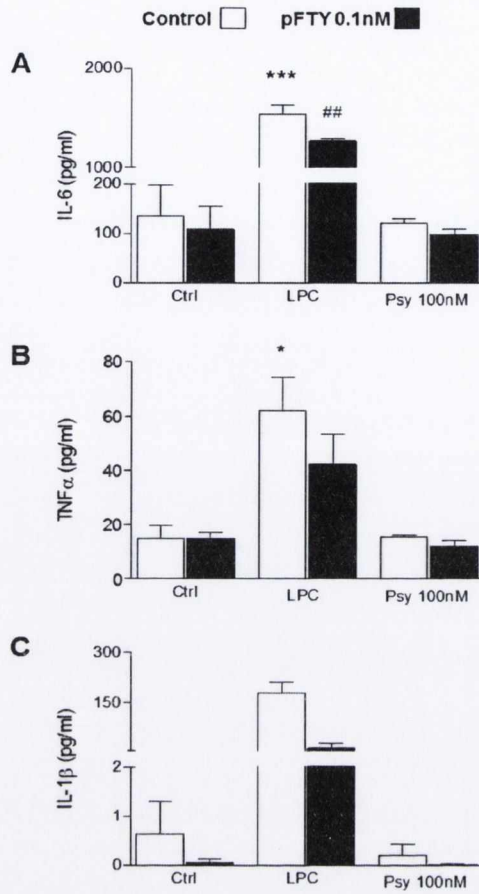 Control pFTY 0.1nM
A
***
##
2000
1000
200
100
0
IL-6 (pg/ml)
Ctrl LPC Psy 100nM
B
*
80
60
40
20
0
TNFα (pg/ml)
Ctrl LPC Psy 100nM
C
300
150
2
1
0
IL-1β (pg/ml)
Ctrl LPC Psy 100nM